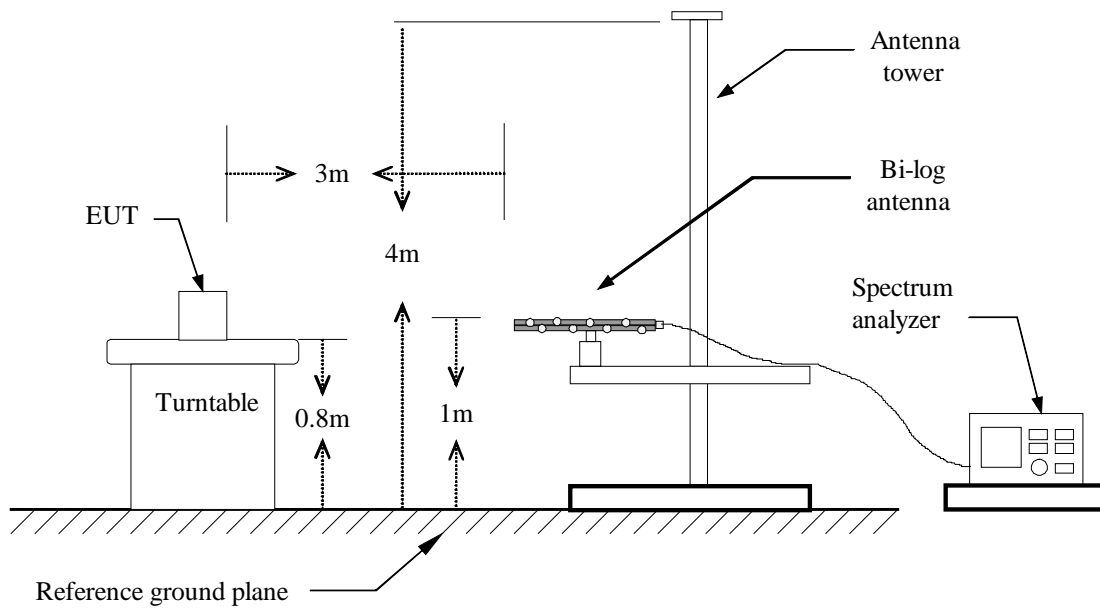 Antenna
tower
3m
Bi-log
antenna
EUT
4m
Spectrum
analyzer
Turntable
0.8m
1m
Reference ground plane